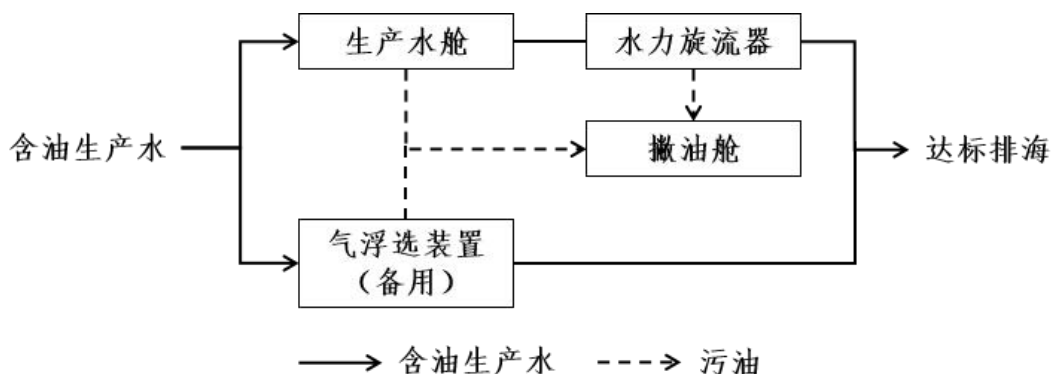 生产水舱
水力旋流器
含油生产水
撇油舱
达标排海
气浮选装置
（备用）
含油生产水
污油